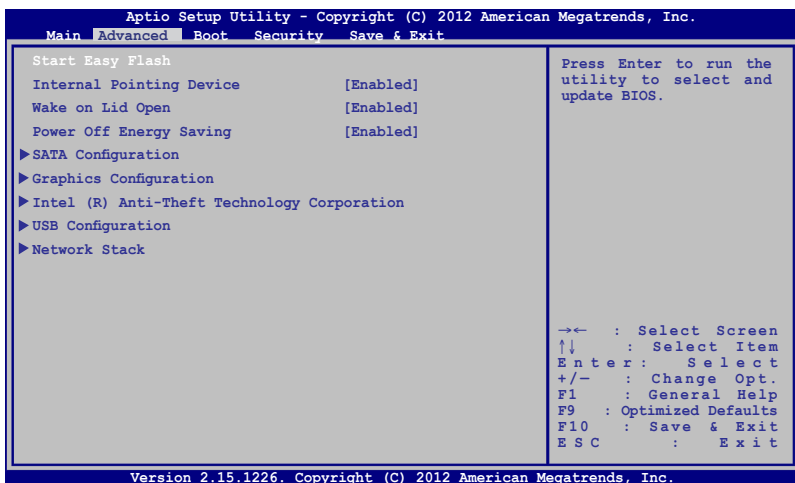 Aptio Setup Utility - Copyright (C) 2012 American Megatrends, Inc.
Main Advanced Boot Security Save & Exit
Start Easy Flash
Internal Pointing Device [Enabled]
Wake on Lid Open [Enabled]
Power Off Energy Saving [Enabled]
▶SATA Configuration
▶Graphics Configuration
▶Intel (R) Anti-Theft Technology Corporation
▶USB Configuration
▶Network Stack
Press Enter to run the
utility to select and
update BIOS.
→← : Select Screen
↑↓ : Select Item
Enter: Select
+/— : Change Opt.
F1 : General Help
F9 : Optimized Defaults
F10 : Save & Exit
ESC : Exit
Version 2.15.1226. Copyright (C) 2012 American Megatrends, Inc.